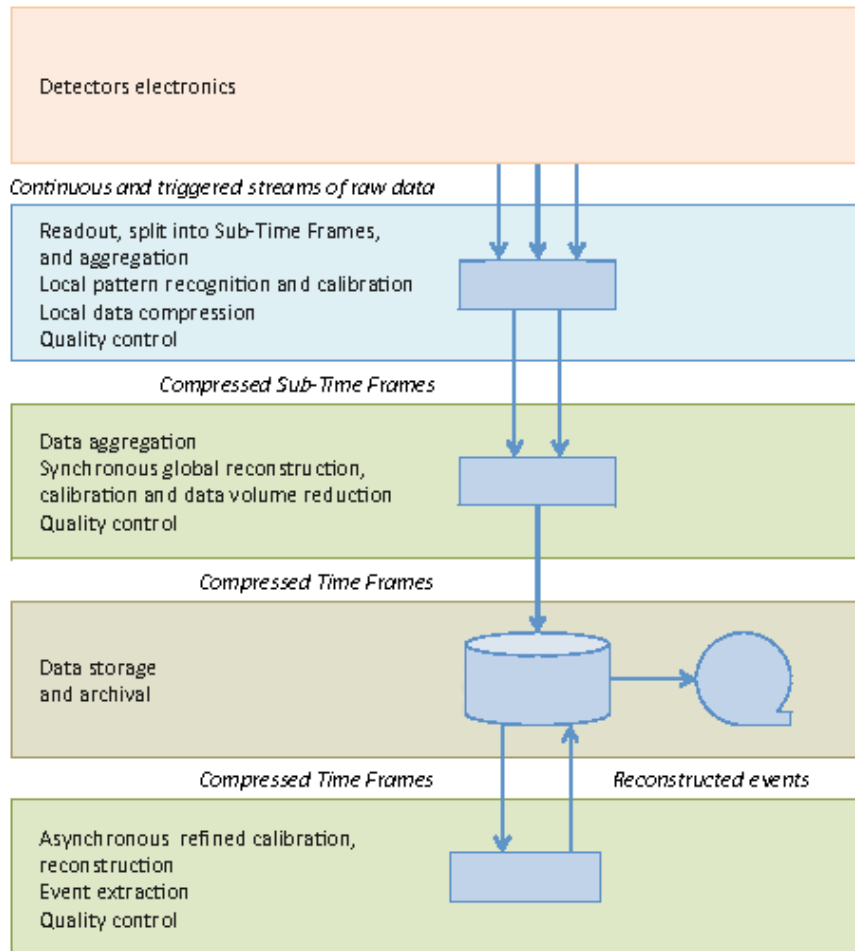 Detectors electronics
Continuous and triggered streams of raw data
Readout, split into Sub-Time Frames,
and aggregation
Local pattern recognition and calibration
Local data compression
Quality control
Compressed Sub-Time Frames
Data aggregation
Synchronous global reconstruction,
calibration and data volume reduction
Quality control
Compressed Time Frames
Data storage
and archival
Compressed Time Frames
Reconstructed events
Asynchronous refined calibration,
reconstruction
Event extraction
Quality control